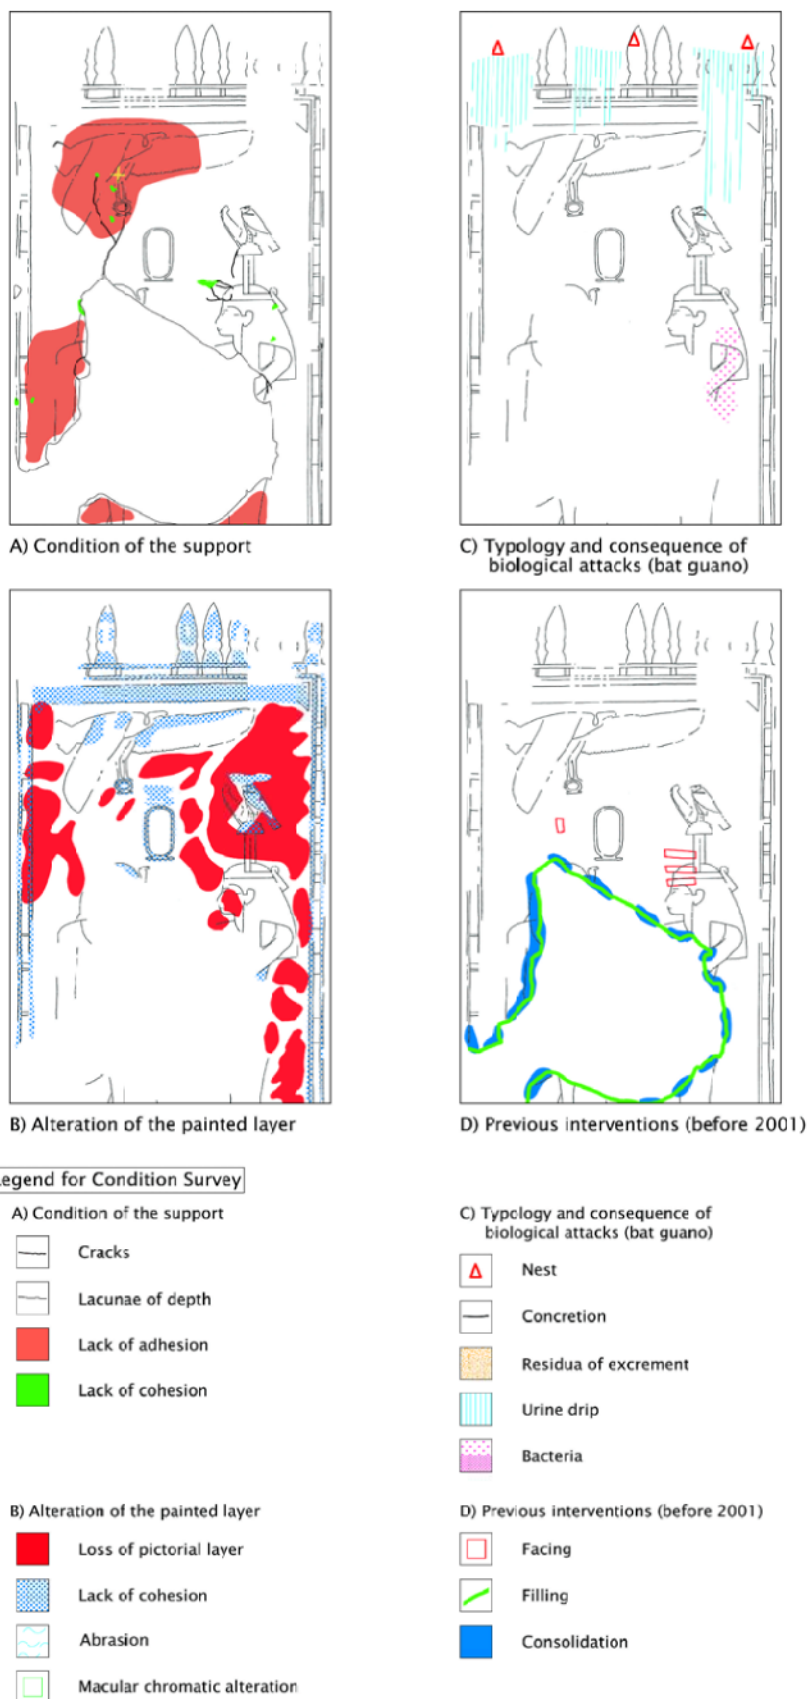 A) Condition of the support
C) Typology and consequence of
biological attacks (bat guano)
B) Alteration of the painted layer
D) Previous interventions (before 2001)
egend for Condition Survey
A) Condition of the support
Cracks
Lacunae of depth
Lack of adhesion
Lack of cohesion
C) Typology and consequence of
biological attacks (bat guano)
Nest
Concretion
Residua of excrement
Urine drip
Bacteria
B) Alteration of the painted layer
Loss of pictorial layer
Lack of cohesion
Abrasion
Macular chromatic alteration
D) Previous interventions (before 2001)
Facing
Filling
Consolidation